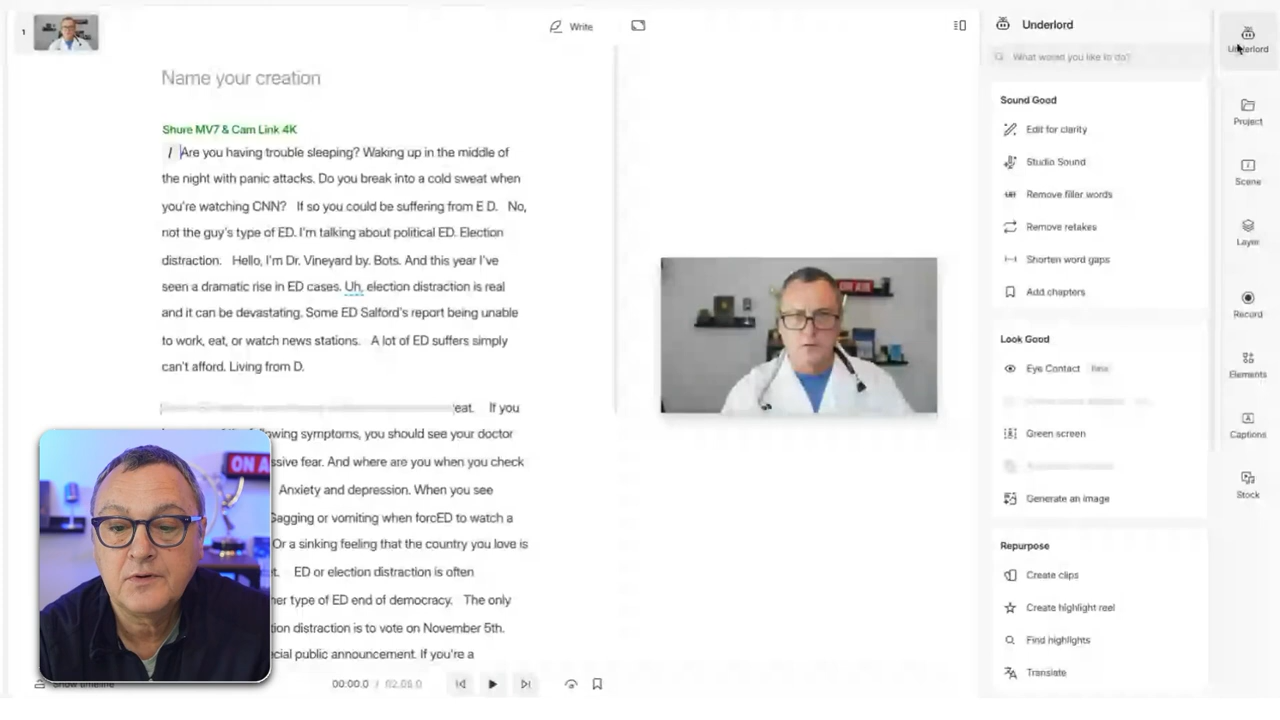 1
Write
Name your creation
Shure MV7 & Cam Link 4K
/ Are you having trouble sleeping? Waking up in the middle of
the night with panic attacks. Do you break into a cold sweat when
you're watching CNN? If so you could be suffering from E D. No,
not the guy's type of ED. I'm talking about political ED. Election
distraction. Hello, I'm Dr. Vineyard by. Bots. And this year I've
seen a dramatic rise in ED cases. Uh, election distraction is real
and it can be devastating. Some ED Salford's report being unable
to work, eat, or watch news stations. A lot of ED suffers simply
can't afford. Living from D.
eat. If you
owing symptoms, you should see your doctor
ssive fear. And where are you when you check
Anxiety and depression. When you see
Gagging or vomiting when forcED to watch a
Or a sinking feeling that the country you love is
ED or election distraction is often
her type of ED end of democracy. The only
tion distraction is to vote on November 5th.
cial public announcement. If you're a
Show timeline
00:00.0 / 02:05.0
ON A
ON AIR
Underlord
What would you like to do?
Sound Good
Edit for clarity
Studio Sound
Remove filler words
Remove retakes
Shorten word gaps
Add chapters
Look Good
Eye Contact
Green screen
Generate an image
Repurpose
Create clips
Create highlight reel
Find highlights
Translate
Underlord
Project
Scene
Layer
Record
Elements
Captions
Stock